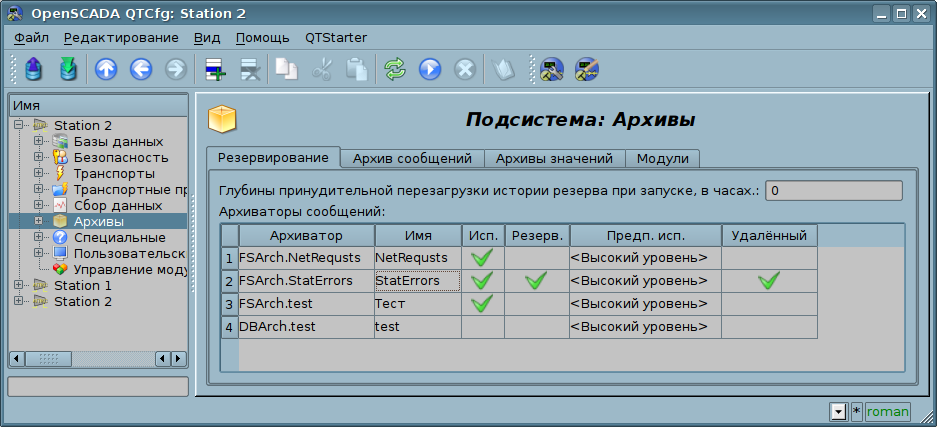 OpenSCADA QTCfg: Station 2
Файл Редактирование Вид Помощь QTStarter
Имя
Station 2
Базы данных
Безопасность
Транспорты
Транспортные пр
Сбор данных
Архивы
Специальные
Пользовательск
Управление моду
Station 1
Station 2
Подсистема: Архивы
Резервирование Архив сообщений Архивы значений Модули
Глубины принудительной перезагрузки истории резерва при запуске, в часах.: 0
Архиваторы сообщений:
Архиватор Имя Исп. Резерв. Предп. исп. Удалённый
1 FSArch.NetRequsts NetRequsts <Высокий уровень>
2 FSArch.StatErrors StatErrors <Высокий уровень>
3 FSArch.test Тест <Высокий уровень>
4 DBArch.test test <Высокий уровень>
* roman